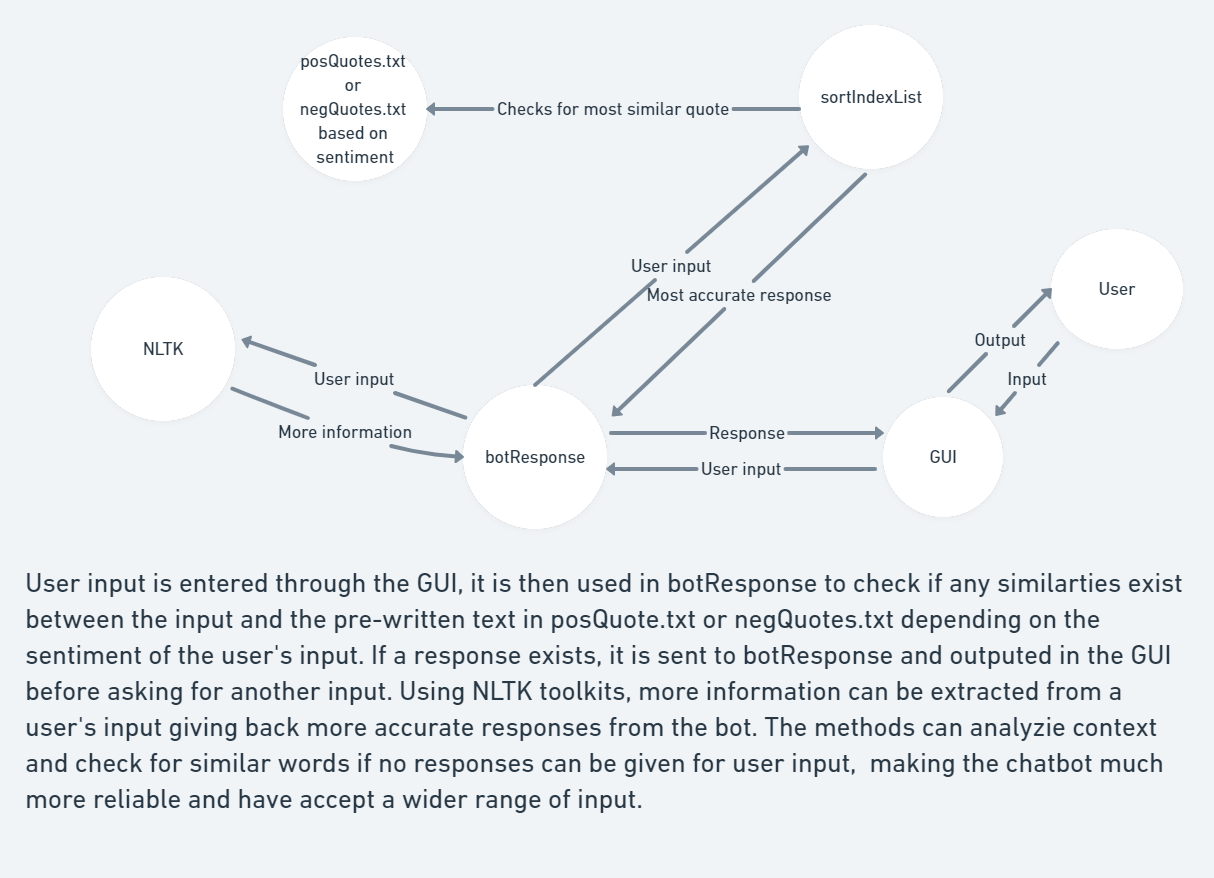 posQuotes.txt
or
negQuotes.txt
based on
sentiment
Checks for most similar quote
sortIndexList
User input
Most accurate response
User
Output
Input
NLTK
User input
More information
botResponse
Response
User input
GUI
User input is entered through the GUI, it is then used in botResponse to check if any similarties exist
between the input and the pre-written text in posQuote.txt or negQuotes.txt depending on the
sentiment of the user's input. If a response exists, it is sent to botResponse and outputed in the GUI
before asking for another input. Using NLTK toolkits, more information can be extracted from a
user's input giving back more accurate responses from the bot. The methods can analyzie context
and check for similar words if no responses can be given for user input,  making the chatbot much
more reliable and have accept a wider range of input.